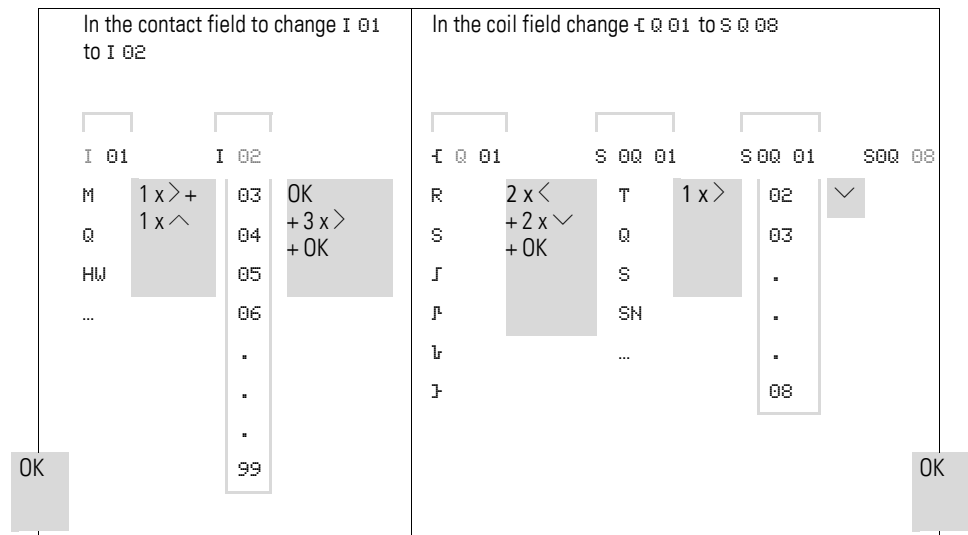 In the contact field to change I 01
to I 02
I 01
I 02
M
Q
HW
...
1 x > +
1 x ^
03
04
05
06
.
.
.
99
OK
+ 3 x >
+ OK
OK
In the coil field change Ɛ Q 01 to S Q 08
Ɛ Q 01
S 0Q 01
S 0Q 01
S0Q 08
R
S
2 x <
+ 2 x ﹀
+ OK
T
Q
S
SN
...
1 x >
02
03
.
.
.
08
﹀
OK